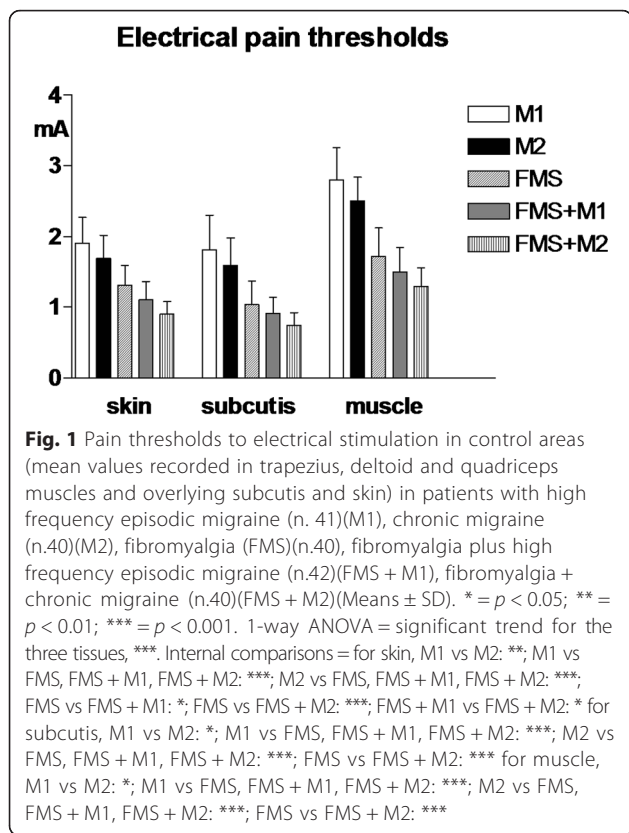 Electrical pain thresholds
4
mA
3
2
1
0
skin subcutis muscle
M1
M2
FMS
FMS+M1
FMS+M2
Fig. 1 Pain thresholds to electrical stimulation in control areas
(mean values recorded in trapezius, deltoid and quadriceps
muscles and overlying subcutis and skin) in patients with high
frequency episodic migraine (n. 41)(M1), chronic migraine
(n.40)(M2), fibromyalgia (FMS)(n.40), fibromyalgia plus high
frequency episodic migraine (n.42)(FMS + M1), fibromyalgia +
chronic migraine (n.40)(FMS + M2)(Means ± SD). * = p < 0.05; ** =
p < 0.01; *** = p < 0.001. 1-way ANOVA = significant trend for the
three tissues, ***. Internal comparisons = for skin, M1 vs M2: **; M1 vs
FMS, FMS + M1, FMS + M2: ***; M2 vs FMS, FMS + M1, FMS + M2: ***;
FMS vs FMS + M1: *; FMS vs FMS + M2: ***; FMS + M1 vs FMS + M2: * for
subcutis, M1 vs M2: *; M1 vs FMS, FMS + M1, FMS + M2: ***; M2 vs
FMS, FMS + M1, FMS + M2: ***; FMS vs FMS + M2: *** for muscle,
M1 vs M2: *; M1 vs FMS, FMS + M1, FMS + M2: ***; M2 vs FMS,
FMS + M1, FMS + M2: ***; FMS vs FMS + M2: ***